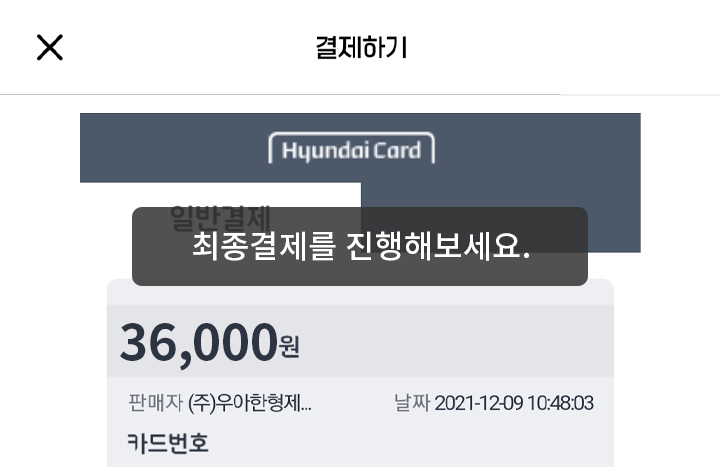 결제하기
Hyundai Card
일반결제
최종결제를 진행해보세요.
36,000원
판매자 (주)우아한형제... 날짜 2021-12-09 10:48:03
카드번호